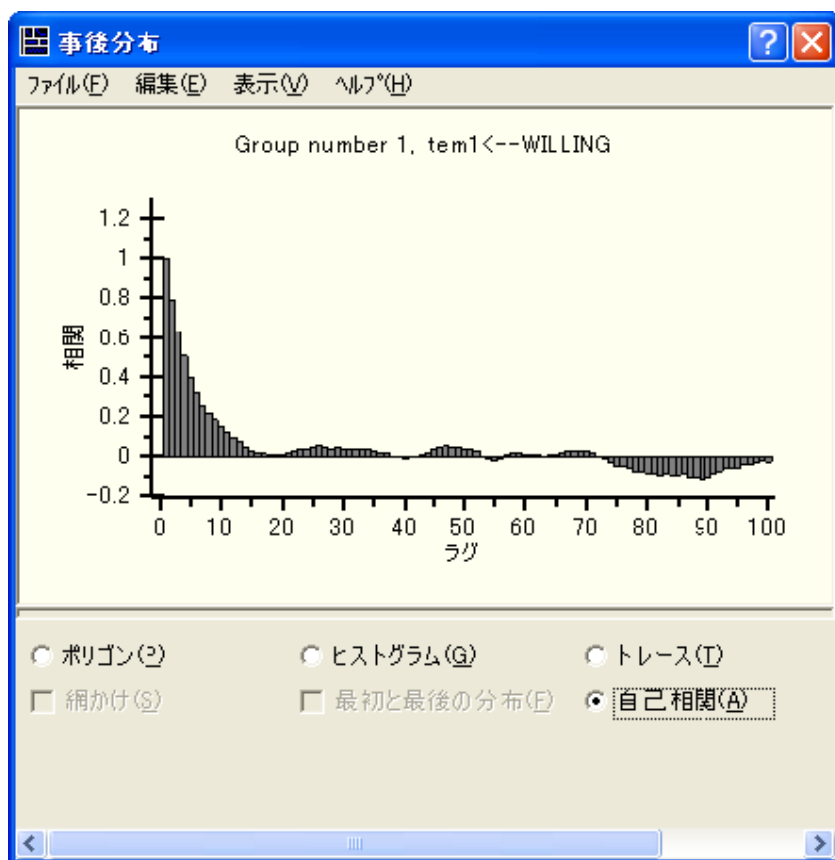 事後分布
ファイル(F) 編集(E) 表示(V) ヘルプ(H)
Group number 1, tem1<--WILLING
1.2
1
0.8
0.6
0.4
0.2
0
-0.2
相関
0 10 20 30 40 50 60 70 80 90 100
ラグ
ポリゴン(P) ヒストグラム(G) トレース(T)
網かけ(S) 最初と最後の分布(F) 自己相関(A)